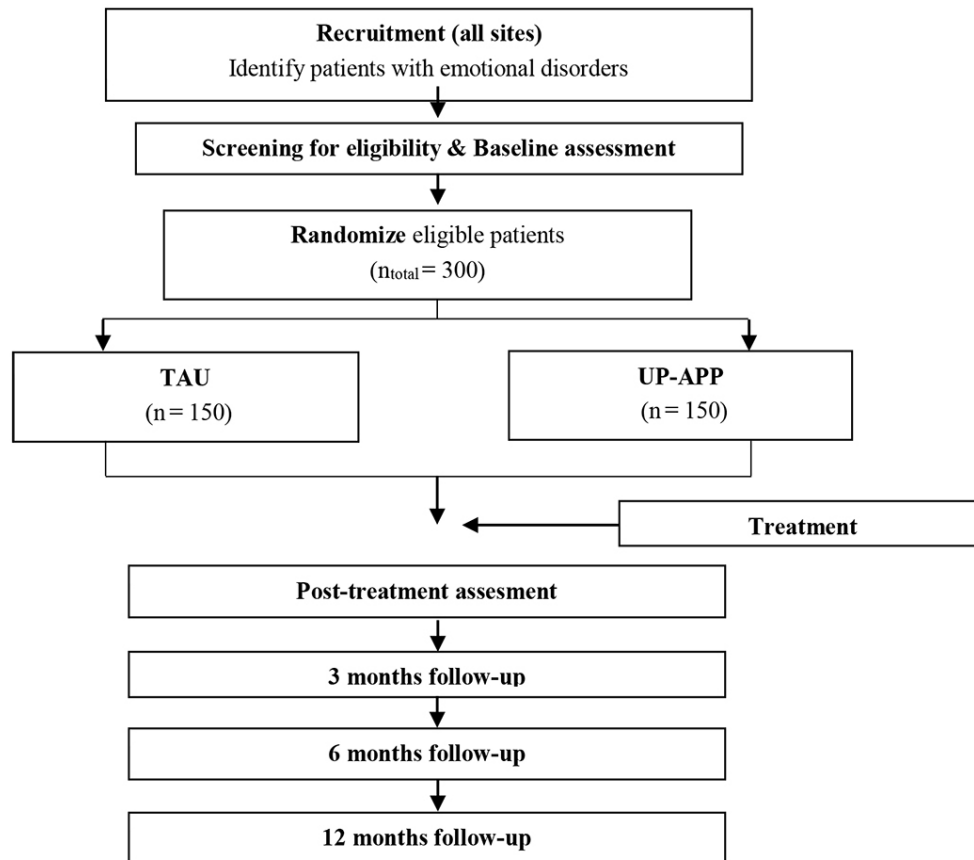 Recruitment (all sites)
Identify patients with emotional disorders
Screening for eligibility & Baseline assessment
Randomize eligible patients
(ntotal = 300)
TAU
(n = 150)
UP-APP
(n = 150)
Treatment
Post-treatment assesment
3 months follow-up
6 months follow-up
12 months follow-up